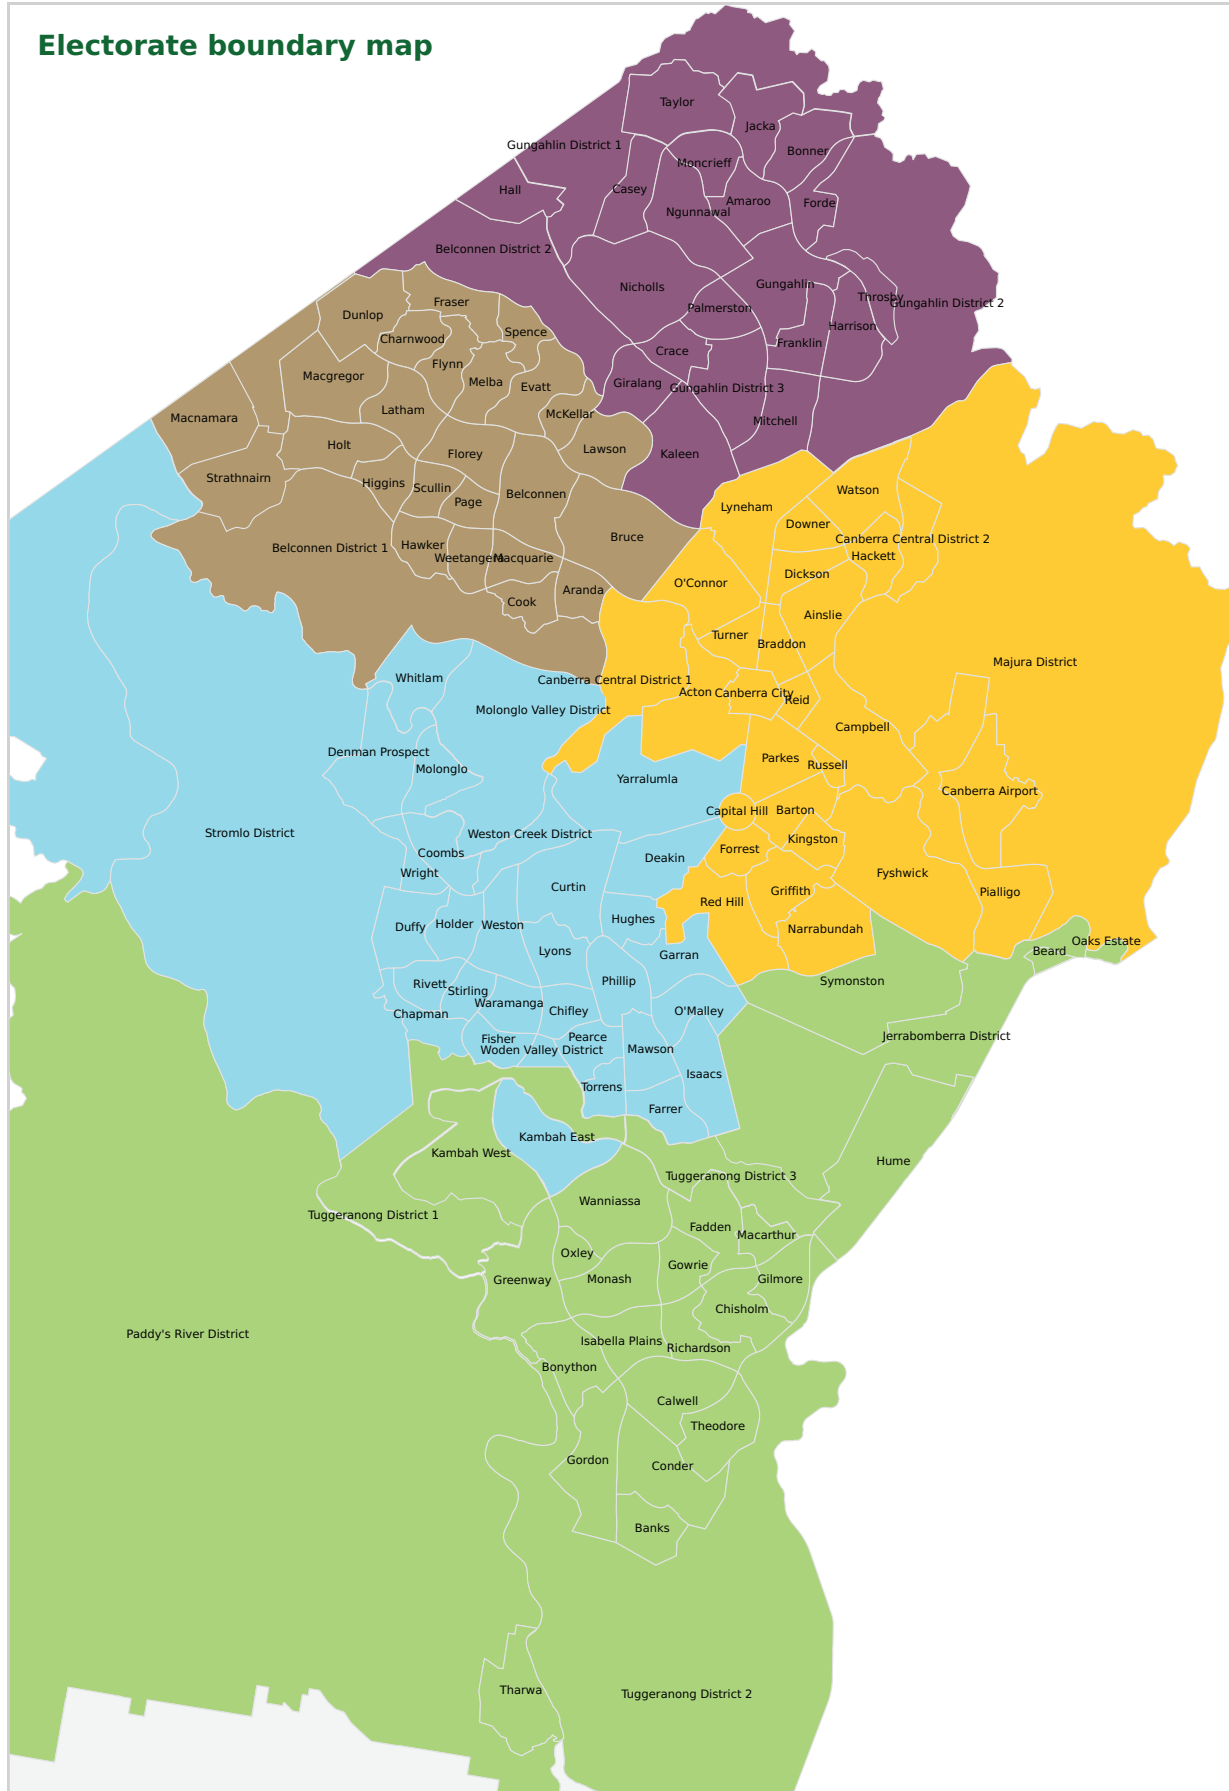 Electorate boundary map
Taylor
Jacka
Gungahlin District 1
Bonner
Moncrieff
Hall
Casey
Amaroo
Forde
Ngunnawal
Belconnen District 2
Nicholls
Gungahlin
Throsby
Gungahlin District 2
Fraser
Palmerston
Dunlop
Harrison
Spence
Charnwood
Franklin
Crace
Flynn
Macgregor
Melba
Giralang
Evatt
Gungahlin District 3
Latham
McKellar
Macnamara
Mitchell
Holt
Lawson
Florey
Kaleen
Strathnairn
Higgins
Scullin
Watson
Belconnen
Page
Lyneham
Downer
Bruce
Canberra Central District 2
Hawker
Belconnen District 1
Hackett
Weetangera
Macquarie
Dickson
O'Connor
Aranda
Cook
Ainslie
Turner
Braddon
Majura District
Whitlam
Canberra Central District 1
Acton
Canberra City
Reid
Molonglo Valley District
Campbell
Denman Prospect
Parkes
Russell
Molonglo
Yarralumla
Canberra Airport
Capital Hill
Barton
Stromlo District
Weston Creek District
Kingston
Forrest
Coombs
Deakin
Wright
Fyshwick
Curtin
Griffith
Pialligo
Red Hill
Hughes
Holder
Weston
Duffy
Narrabundah
Oaks Estate
Lyons
Beard
Garran
Phillip
Symonston
Rivett
Stirling
Waramanga
Chifley
O'Malley
Chapman
Jerrabomberra District
Pearce
Fisher
Woden Valley District
Mawson
Isaacs
Torrens
Farrer
Kambah East
Kambah West
Hume
Tuggeranong District 3
Wanniassa
Tuggeranong District 1
Fadden
Macarthur
Oxley
Gowrie
Greenway
Monash
Gilmore
Chisholm
Paddy's River District
Isabella Plains
Richardson
Bonython
Calwell
Theodore
Gordon
Conder
Banks
Tharwa
Tuggeranong District 2